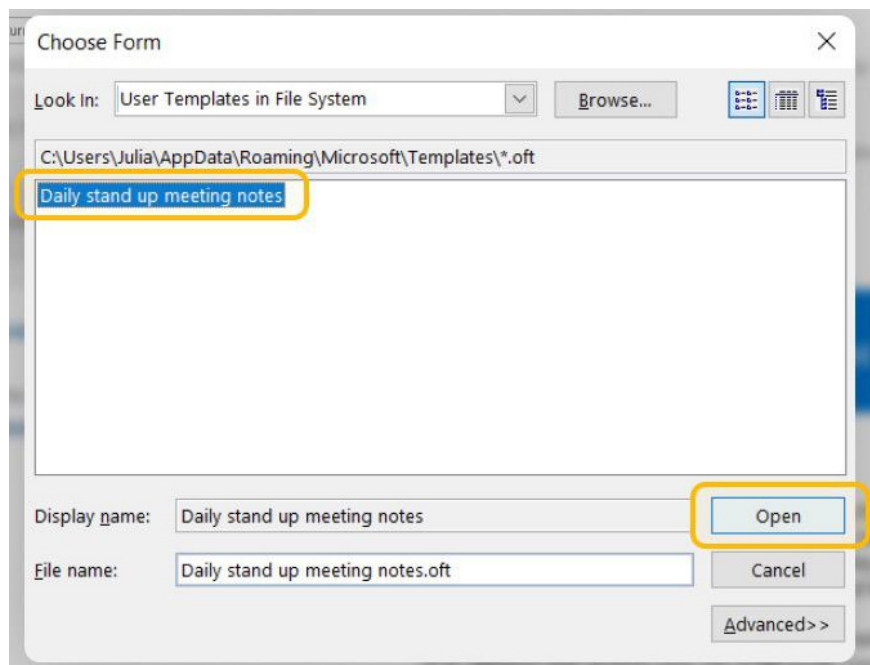 Choose Form
Look In: User Templates in File System Browse...
C:\Users\Julia\AppData\Roaming\Microsoft\Templates\*.oft
Daily stand up meeting notes
Display name: Daily stand up meeting notes Open
File name: Daily stand up meeting notes.oft Cancel
Advanced>>